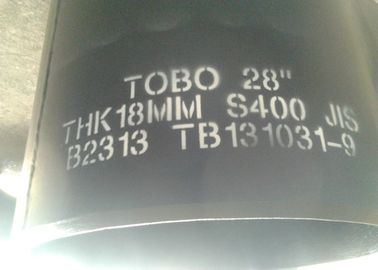 TOBO 28"
THK18MM S400 JIS
B2313 TB131031-9